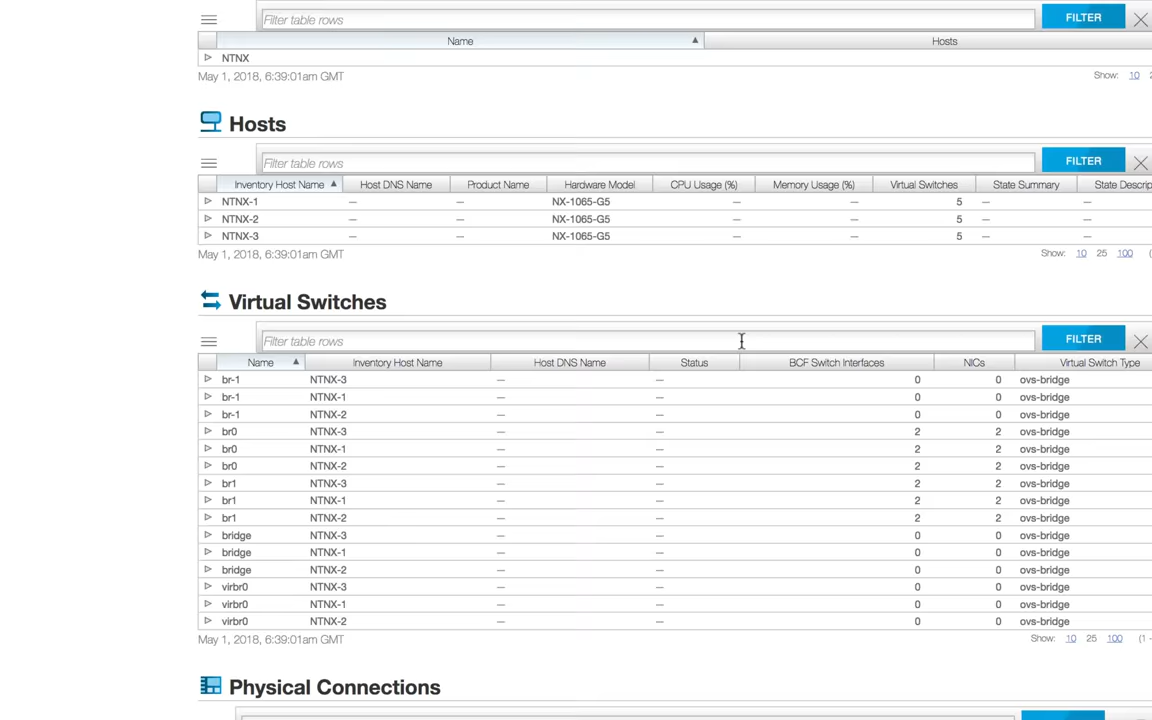 Filter table rows FILTER
Name Hosts
NTNX
May 1, 2018, 6:39:01am GMT Show: 10
Hosts
Filter table rows FILTER
Inventory Host Name Host DNS Name Product Name Hardware Model CPU Usage (%) Memory Usage (%) Virtual Switches State Summary State Descrip
NTNX-1 — — NX-1065-G5 — — 5 — —
NTNX-2 — — NX-1065-G5 — — 5 — —
NTNX-3 — — NX-1065-G5 — — 5 — —
May 1, 2018, 6:39:01am GMT Show: 10 25 100 (
Virtual Switches
Filter table rows FILTER
Name Inventory Host Name Host DNS Name Status BCF Switch Interfaces NICs Virtual Switch Type
br-1 NTNX-3 — — 0 0 ovs-bridge
br-1 NTNX-1 — — 0 0 ovs-bridge
br-1 NTNX-2 — — 0 0 ovs-bridge
br0 NTNX-3 — — 2 2 ovs-bridge
br0 NTNX-1 — — 2 2 ovs-bridge
br0 NTNX-2 — — 2 2 ovs-bridge
br1 NTNX-3 — — 2 2 ovs-bridge
br1 NTNX-1 — — 2 2 ovs-bridge
br1 NTNX-2 — — 2 2 ovs-bridge
bridge NTNX-3 — — 0 0 ovs-bridge
bridge NTNX-1 — — 0 0 ovs-bridge
bridge NTNX-2 — — 0 0 ovs-bridge
virbr0 NTNX-3 — — 0 0 ovs-bridge
virbr0 NTNX-1 — — 0 0 ovs-bridge
virbr0 NTNX-2 — — 0 0 ovs-bridge
May 1, 2018, 6:39:01am GMT Show: 10 25 100 (1 -
Physical Connections